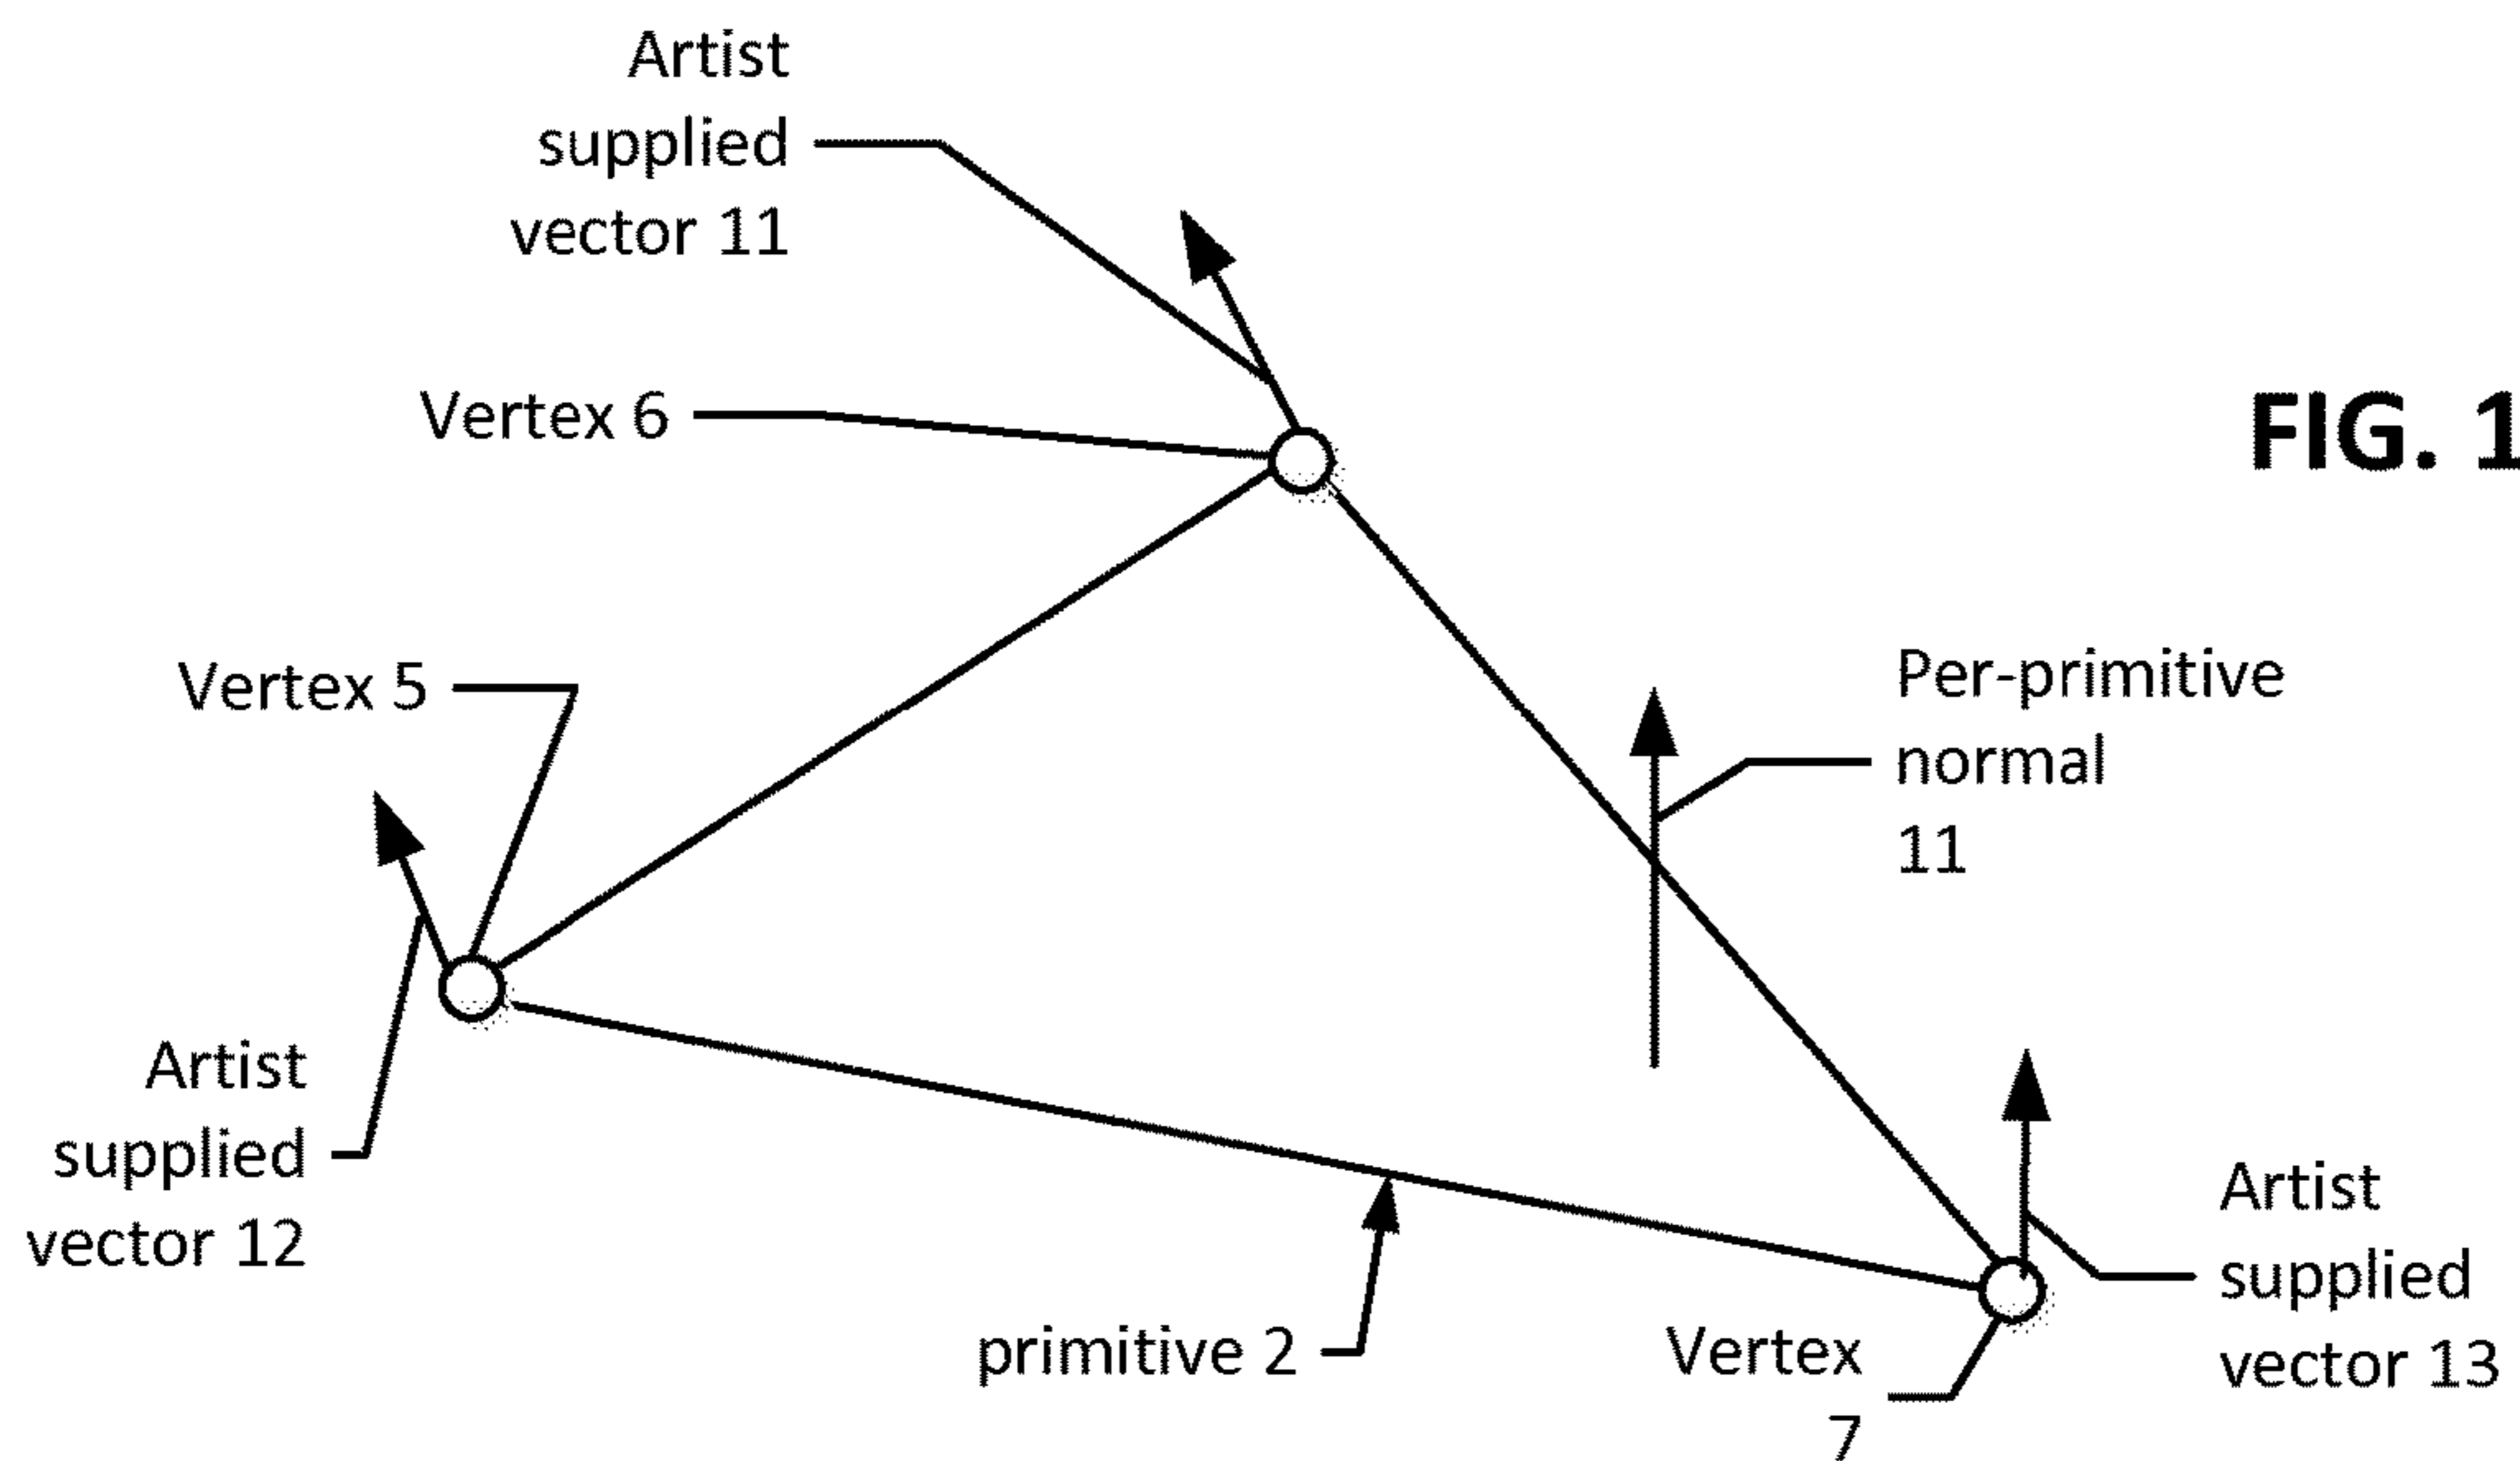 Artist
supplied
vector 11
Vertex 6
FIG. 1
Vertex 5
Per-primitive
normal
11
Artist
supplied
vector 12
Artist
supplied
vector 13
primitive 2
Vertex
7